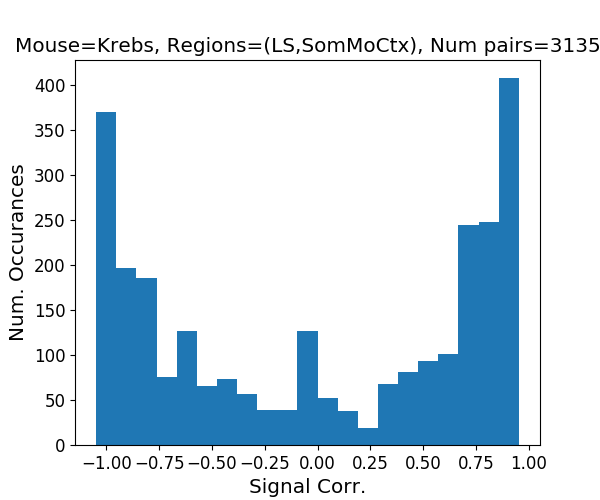 Mouse=Krebs, Regions=(LS,SomMoCtx), Num pairs=3135
400
350
300
250
200
150
100
50
0
Num. Occurances
−1.00 −0.75 −0.50 −0.25 0.00 0.25 0.50 0.75 1.00
Signal Corr.